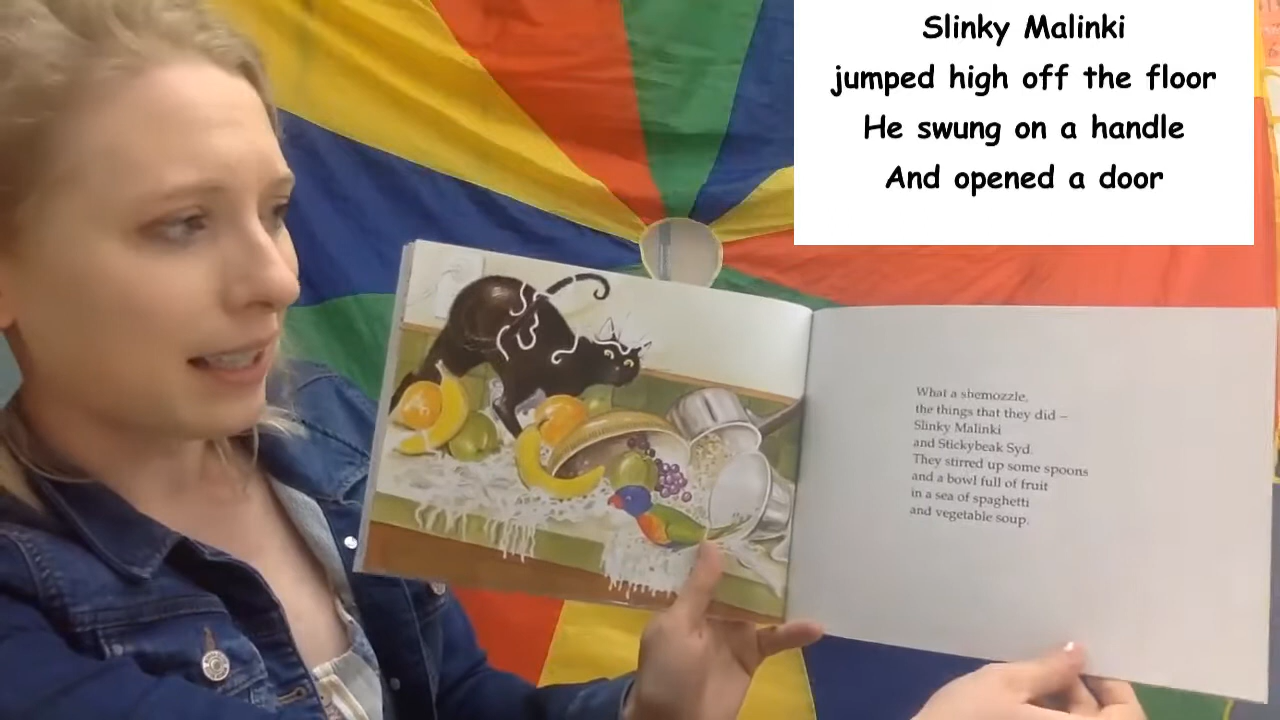 Slinky Malinki
jumped high off the floor
He swung on a handle
And opened a door
What a shemozzle,
the things that they did –
Slinky Malinki
and Stickybeak Syd.
They stirred up some spoons
and a bowl full of fruit
in a sea of spaghetti
and vegetable soup.